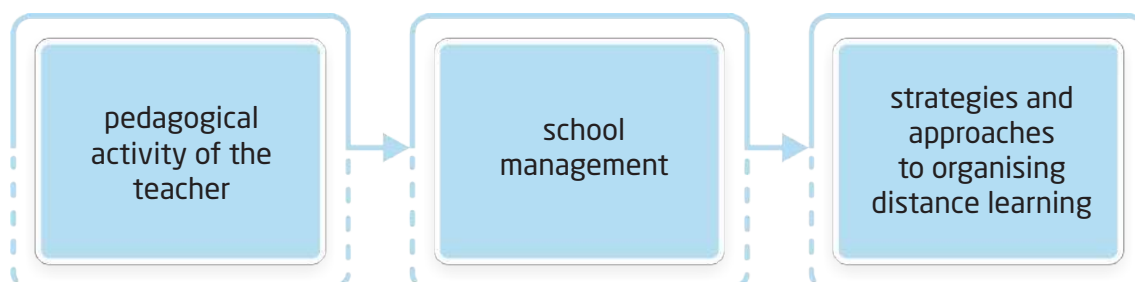 pedagogical
activity of the
teacher
school
management
strategies and
approaches
to organising
distance learning